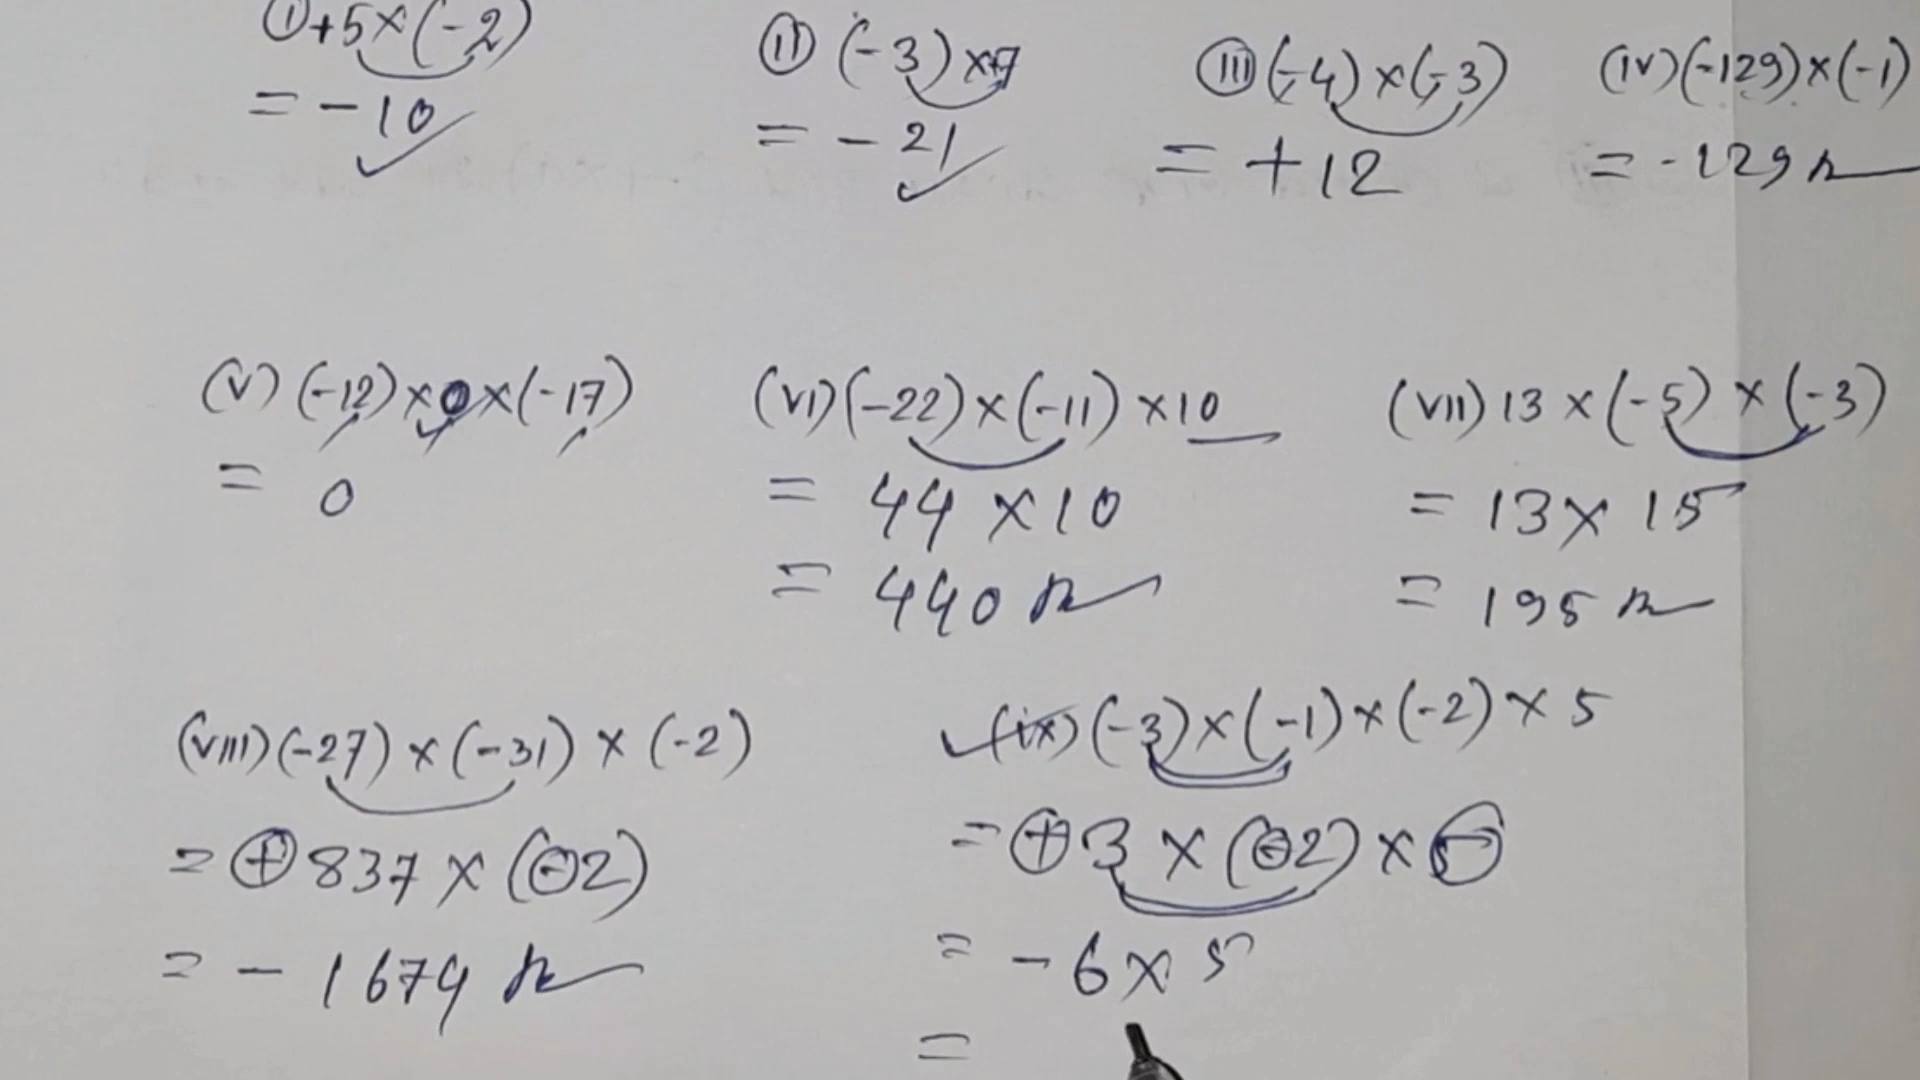 (i) +5×(-2)
= -10
(ii) (-3)×+7
= -21
(iii) (-4)×(-3)
= +12
(iv) (-129)×(-1)
= -129
(v) (-12)×0×(-17)
= 0
(vi) (-22)×(-11)×10
= 44×10
= 440
(vii) 13×(-5)×(-3)
= 13×15
= 195
(viii) (-27)×(-31)×(-2)
= +837×(-2)
= -1674
(ix) (-3)×(-1)×(-2)×5
= +3×(-2)×5
= -6×5
=